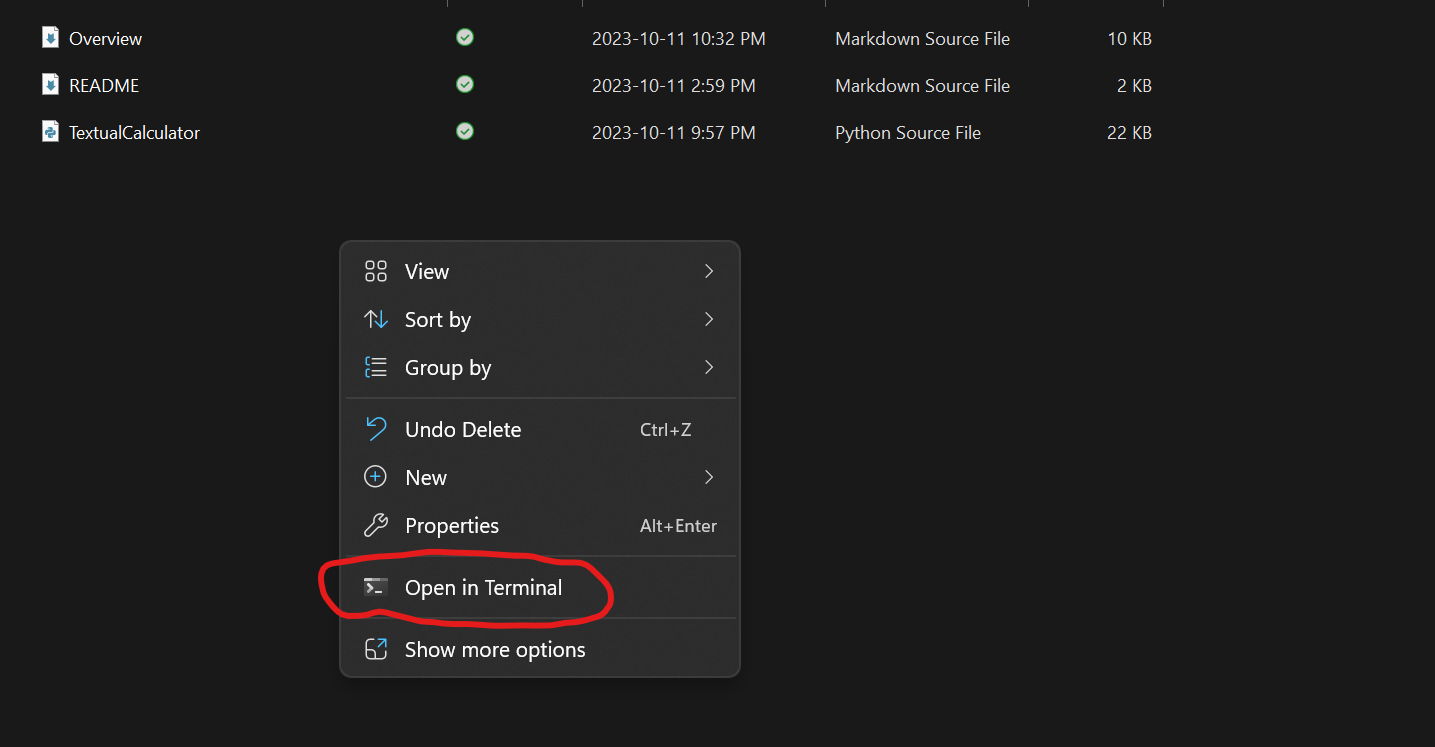 Overview 2023-10-11 10:32 PM Markdown Source File 10 KB
README 2023-10-11 2:59 PM Markdown Source File 2 KB
TextualCalculator 2023-10-11 9:57 PM Python Source File 22 KB
View
Sort by
Group by
Undo Delete Ctrl+Z
New
Properties Alt+Enter
Open in Terminal
Show more options